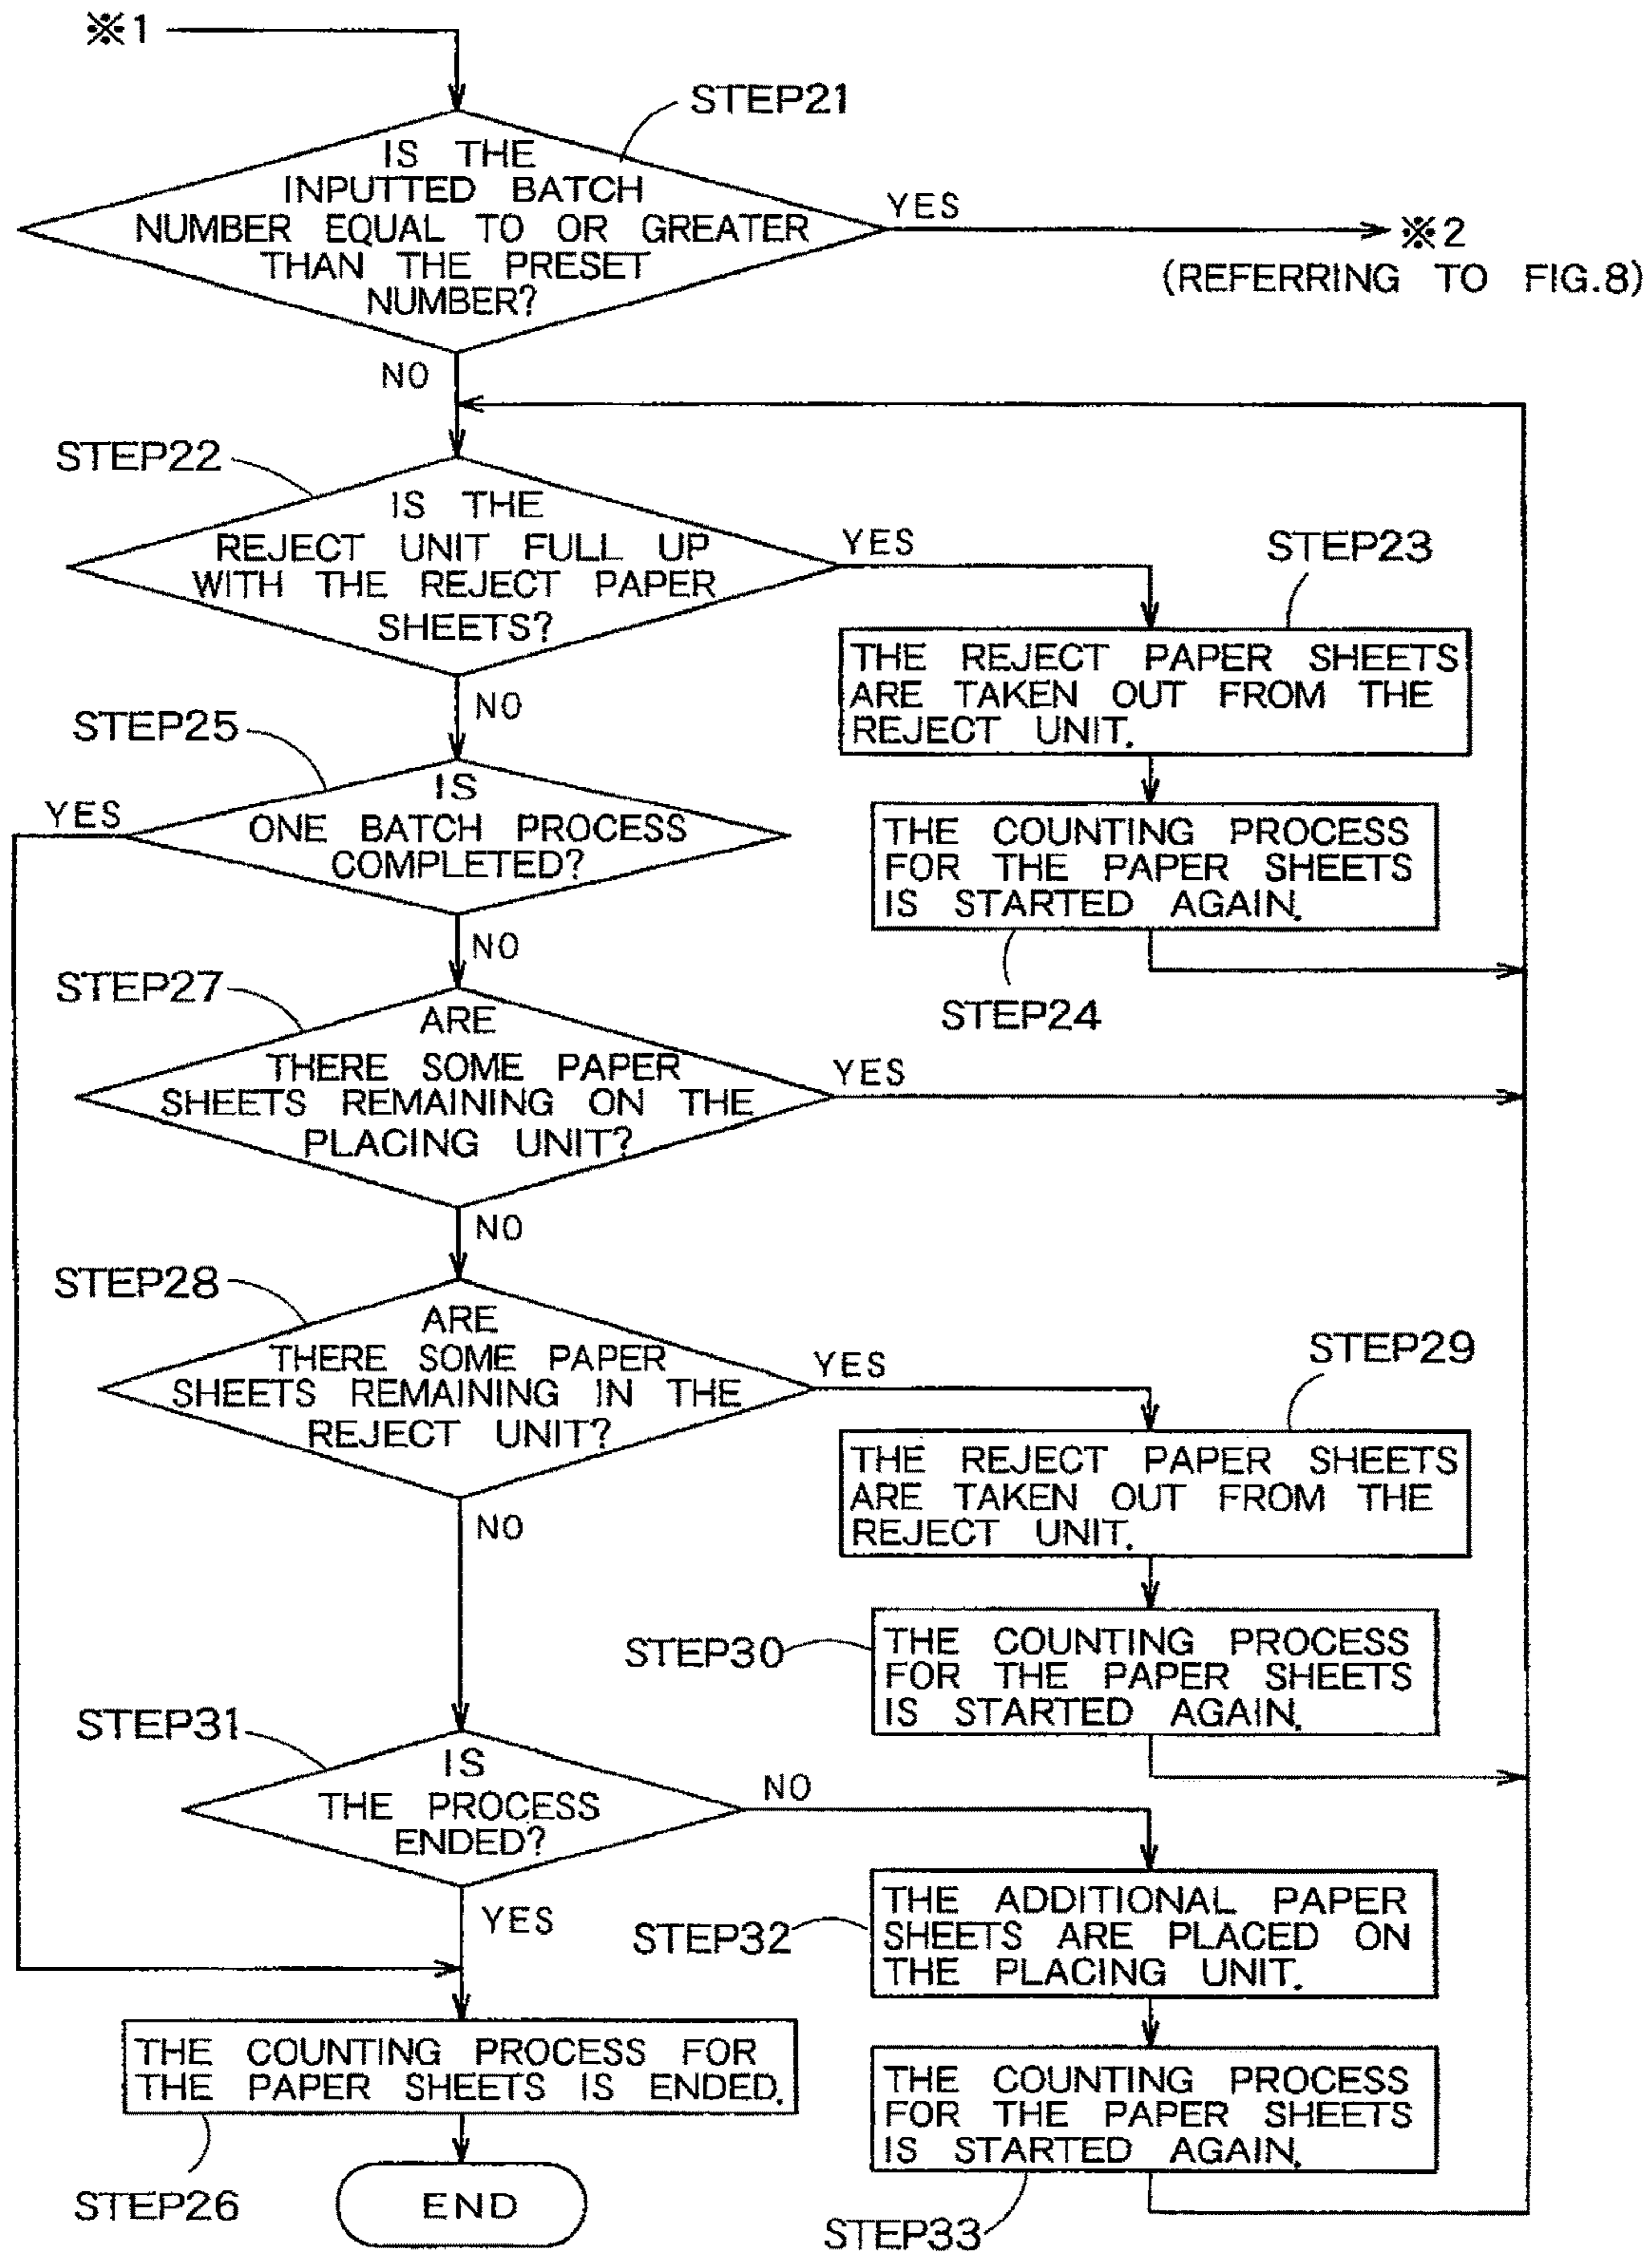 ※1
STEP21
IS THE
INPUTTED BATCH
NUMBER EQUAL TO OR GREATER
THAN THE PRESET
NUMBER?
YES
※2
(REFERRING TO FIG.8)
NO
STEP22
IS THE
REJECT UNIT FULL UP
WITH THE REJECT PAPER
SHEETS?
YES
STEP23
THE REJECT PAPER SHEETS
ARE TAKEN OUT FROM THE
REJECT UNIT.
NO
STEP25
IS
ONE BATCH PROCESS
COMPLETED?
YES
THE COUNTING PROCESS
FOR THE PAPER SHEETS
IS STARTED AGAIN.
STEP24
NO
STEP27
ARE
THERE SOME PAPER
SHEETS REMAINING ON THE
PLACING UNIT?
YES
NO
STEP28
ARE
THERE SOME PAPER
SHEETS REMAINING IN THE
REJECT UNIT?
YES
STEP29
THE REJECT PAPER SHEETS
ARE TAKEN OUT FROM THE
REJECT UNIT.
NO
STEP30
THE COUNTING PROCESS
FOR THE PAPER SHEETS
IS STARTED AGAIN.
STEP31
IS
THE PROCESS
ENDED?
NO
YES
STEP32
THE ADDITIONAL PAPER
SHEETS ARE PLACED ON
THE PLACING UNIT.
THE COUNTING PROCESS FOR
THE PAPER SHEETS IS ENDED.
STEP26
END
THE COUNTING PROCESS
FOR THE PAPER SHEETS
IS STARTED AGAIN.
STEP33